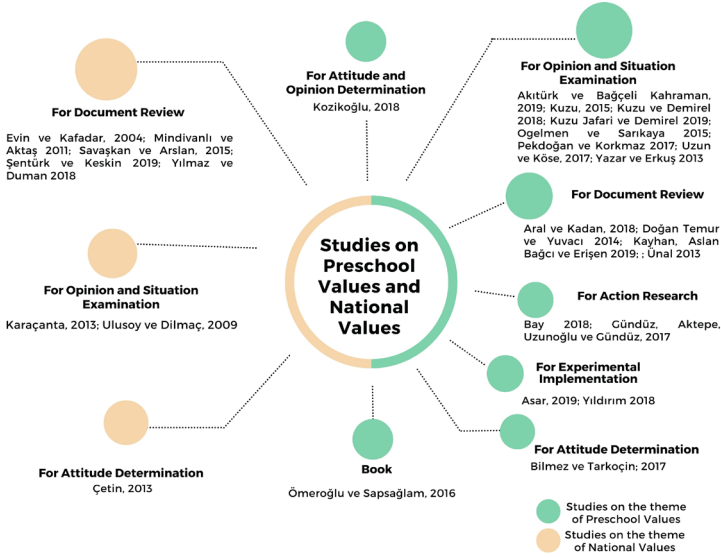 For Document Review
Evin ve Kafadar, 2004; Mindivanlı ve
Aktaş 2011; Savaşkan ve Arslan, 2015;
Şentürk ve Keskin 2019; Yılmaz ve
Duman 2018
For Attitude and
Opinion Determination
Kozikoğlu, 2018
For Opinion and Situation
Examination
Akıtürk ve Bağçeli Kahraman,
2019; Kuzu, 2015; Kuzu ve Demirel
2018; Kuzu Jafari ve Demirel 2019;
Ogelmen ve Sarıkaya 2015;
Pekdoğan ve Korkmaz 2017; Uzun
ve Köse, 2017; Yazar ve Erkuş 2013
For Document Review
Aral ve Kadan, 2018; Doğan Temur
ve Yuvacı 2014; Kayhan, Aslan
Bağcı ve Erişen 2019; ; Ünal 2013
For Opinion and Situation
Examination
Karaçanta, 2013; Ulusoy ve Dilmaç, 2009
Studies on
Preschool
Values and
National
Values
For Action Research
Bay 2018; Gündüz, Aktepe,
Uzunoğlu ve Gündüz, 2017
For Experimental
Implementation
Asar, 2019; Yıldırım 2018
For Attitude Determination
Bilmez ve Tarkoçin; 2017
For Attitude Determination
Çetin, 2013
Book
Ömeroğlu ve Sapsağlam, 2016
Studies on the theme
of Preschool Values
Studies on the theme
of National Values